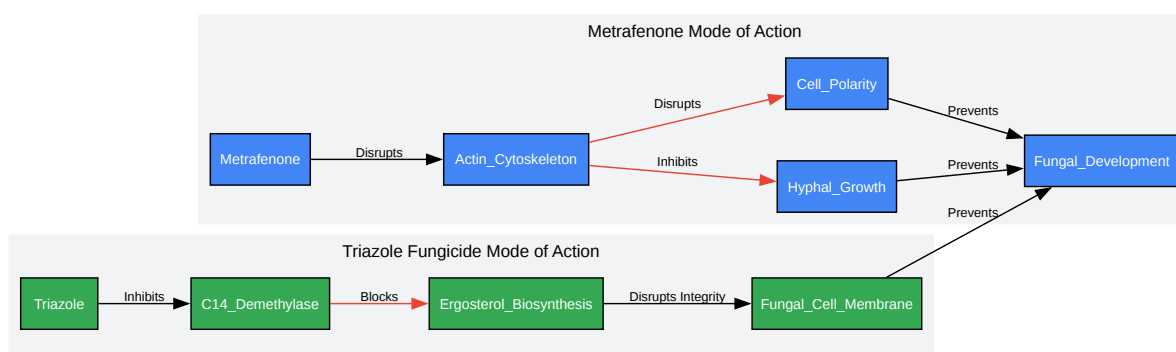 Metrafenone Mode of Action
Metrafenone
Disrupts
Actin_Cytoskeleton
Disrupts
Cell_Polarity
Prevents
Inhibits
Hyphal_Growth
Prevents
Fungal_Development
Prevents
Triazole Fungicide Mode of Action
Triazole
Inhibits
C14_Demethylase
Blocks
Ergosterol_Biosynthesis
Disrupts Integrity
Fungal_Cell_Membrane